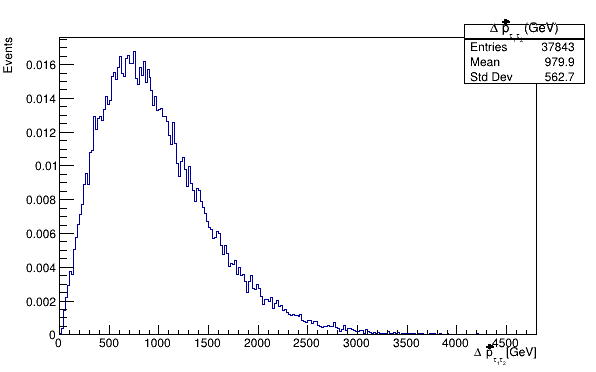 Δ p⃗_{τ₁τ₂}(GeV)
Entries 37843
Mean 979.9
Std Dev 562.7
Events
0.016
0.014
0.012
0.01
0.008
0.006
0.004
0.002
0
0 500 1000 1500 2000 2500 3000 3500 4000 4500
Δ p⃗_{τ₁τ₂}[GeV]